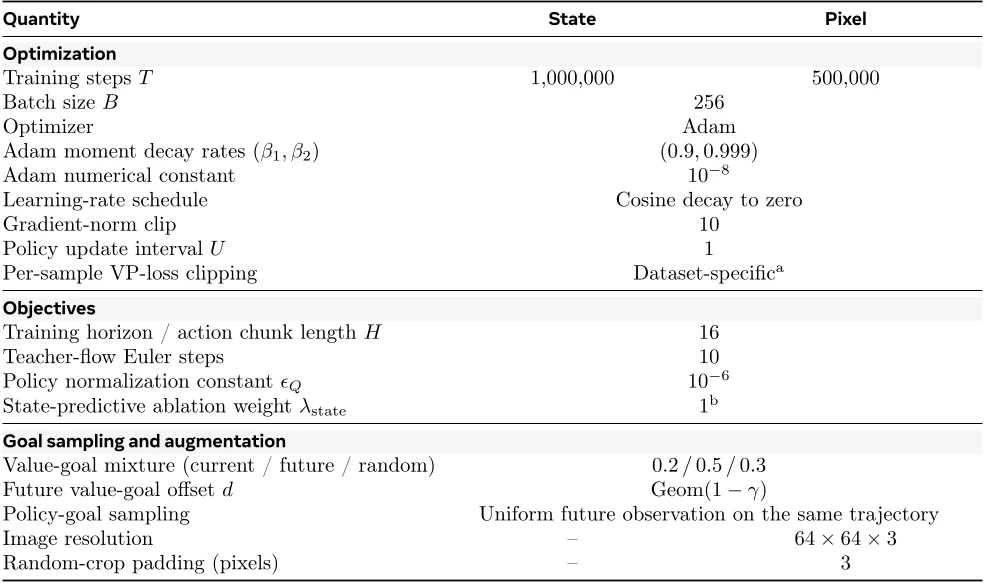 Quantity State Pixel
Optimization
Training steps T 1,000,000 500,000
Batch size B 256
Optimizer Adam
Adam moment decay rates (β₁, β₂) (0.9, 0.999)
Adam numerical constant 10⁻⁸
Learning-rate schedule Cosine decay to zero
Gradient-norm clip 10
Policy update interval U 1
Per-sample VP-loss clipping Dataset-specificᵃ
Objectives
Training horizon / action chunk length H 16
Teacher-flow Euler steps 10
Policy normalization constant ϵ_Q 10⁻⁶
State-predictive ablation weight λ_state 1ᵇ
Goal sampling and augmentation
Value-goal mixture (current / future / random) 0.2 / 0.5 / 0.3
Future value-goal offset d Geom(1 − γ)
Policy-goal sampling Uniform future observation on the same trajectory
Image resolution – 64 × 64 × 3
Random-crop padding (pixels) – 3